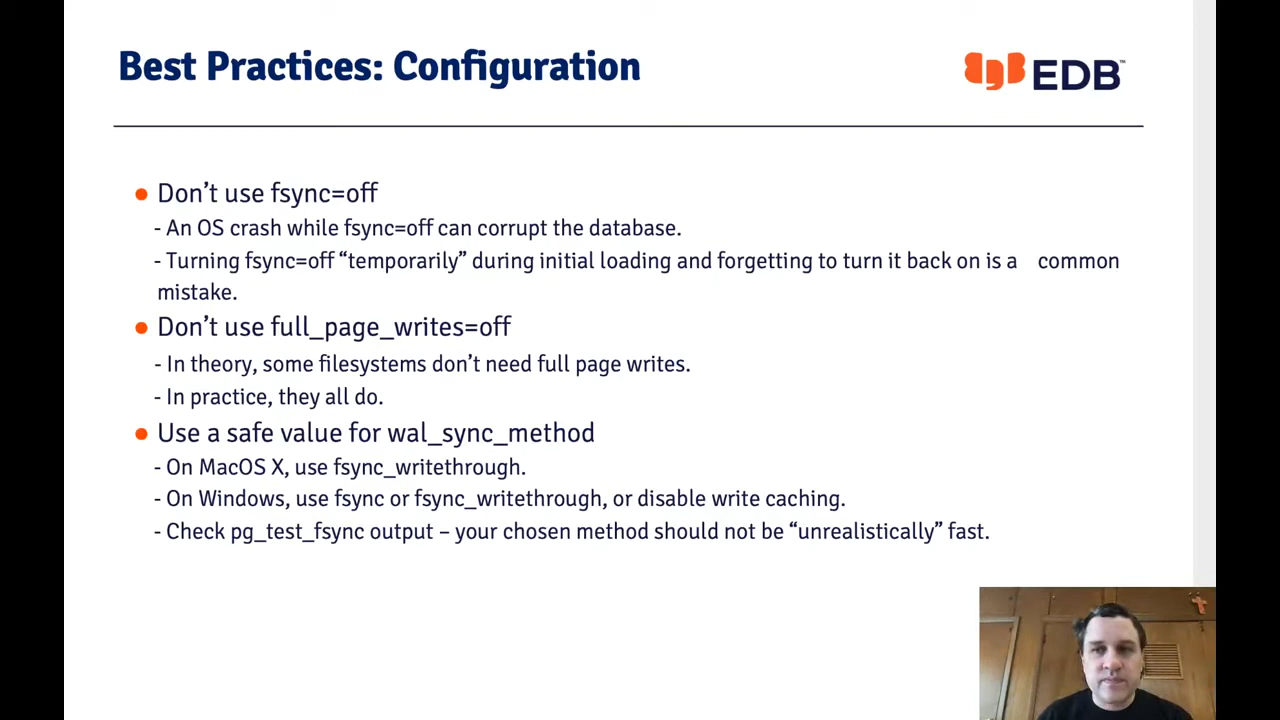 Best Practices: Configuration
EDB™
● Don’t use fsync=off
- An OS crash while fsync=off can corrupt the database.
- Turning fsync=off “temporarily” during initial loading and forgetting to turn it back on is a common
mistake.
● Don’t use full_page_writes=off
- In theory, some filesystems don’t need full page writes.
- In practice, they all do.
● Use a safe value for wal_sync_method
- On MacOS X, use fsync_writethrough.
- On Windows, use fsync or fsync_writethrough, or disable write caching.
- Check pg_test_fsync output – your chosen method should not be “unrealistically” fast.